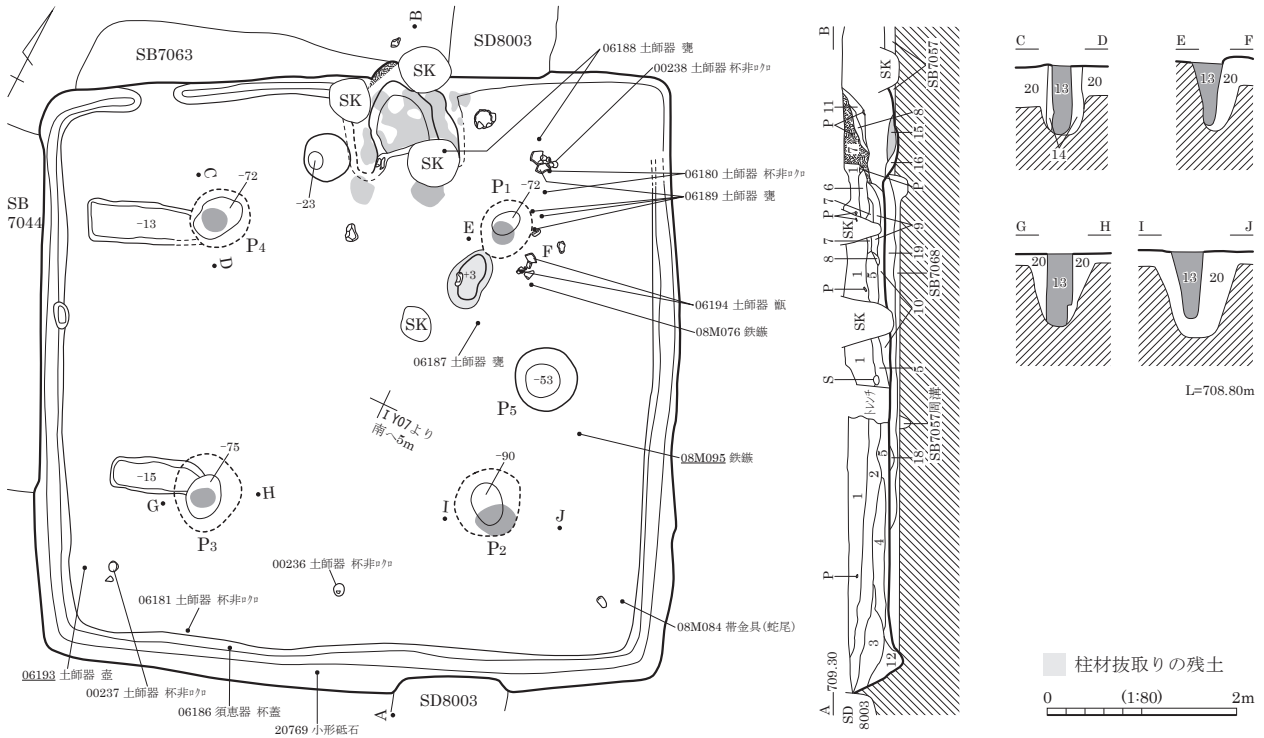 SB7063
B
SD8003
SK
SK
SK
06188 土師器 甕
00238 土師器 坏非ロクロ
SB
7044
C
-72
-13
P4
D
-23
P1
-72
E
F
+3
06180 土師器 坏非ロクロ
06189 土師器 甕
06194 土師器 甑
08M076 鉄鏃
SK
06187 土師器 甕
-53
P5
I Y07より
南へ5m
08M095 鉄鏃
-75
-15
G
H
P3
-90
I
J
P2
00236 土師器 坏非ロクロ
06181 土師器 坏非ロクロ
08M084 帯金具(蛇尾)
06193 土師器 壺
00237 土師器 坏非ロクロ
06186 須恵器 坏蓋
20769 小形砥石
SD8003
A
B
SK
SB7057
P 11
8
15
17
16
P
1
6
7
P
SK
9
7
8
19
SB7068
1
5
P
10
SK
1
5
S
トレンチ
SB7057周溝
18
5
2
1
4
P
3
12
A 709.30
SD
8003
C D
20 13 20
14
E F
13 20
G H
20 13 20
I J
13 20
L=708.80m
柱材抜取りの残土
0 (1:80) 2m